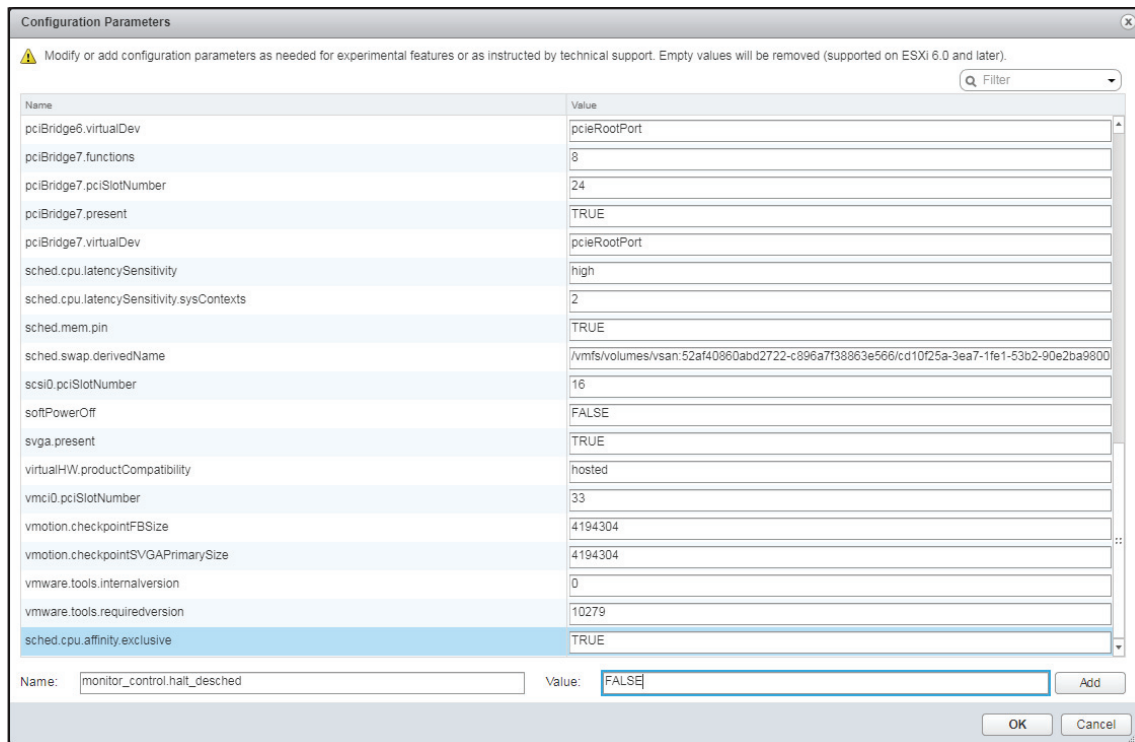 Configuration Parameters
Modify or add configuration parameters as needed for experimental features or as instructed by technical support. Empty values will be removed (supported on ESXi 6.0 and later).
Filter
Name Value
pciBridge6.virtualDev pcieRootPort
pciBridge7.functions 8
pciBridge7.pciSlotNumber 24
pciBridge7.present TRUE
pciBridge7.virtualDev pcieRootPort
sched.cpu.latencySensitivity high
sched.cpu.latencySensitivity.sysContexts 2
sched.mem.pin TRUE
sched.swap.derivedName /vmfs/volumes/vsan:52af40860abd2722-c896a7f38863e566/cd10f25a-3ea7-1fe1-53b2-90e2ba9800
scsi0.pciSlotNumber 16
softPowerOff FALSE
svga.present TRUE
virtualHW.productCompatibility hosted
vmci0.pciSlotNumber 33
vmotion.checkpointFBSize 4194304
vmotion.checkpointSVGAPrimarySize 4194304
vmware.tools.internalversion 0
vmware.tools.requiredversion 10279
sched.cpu.affinity.exclusive TRUE
Name: monitor_control.halt_desched Value: FALSE Add
OK Cancel